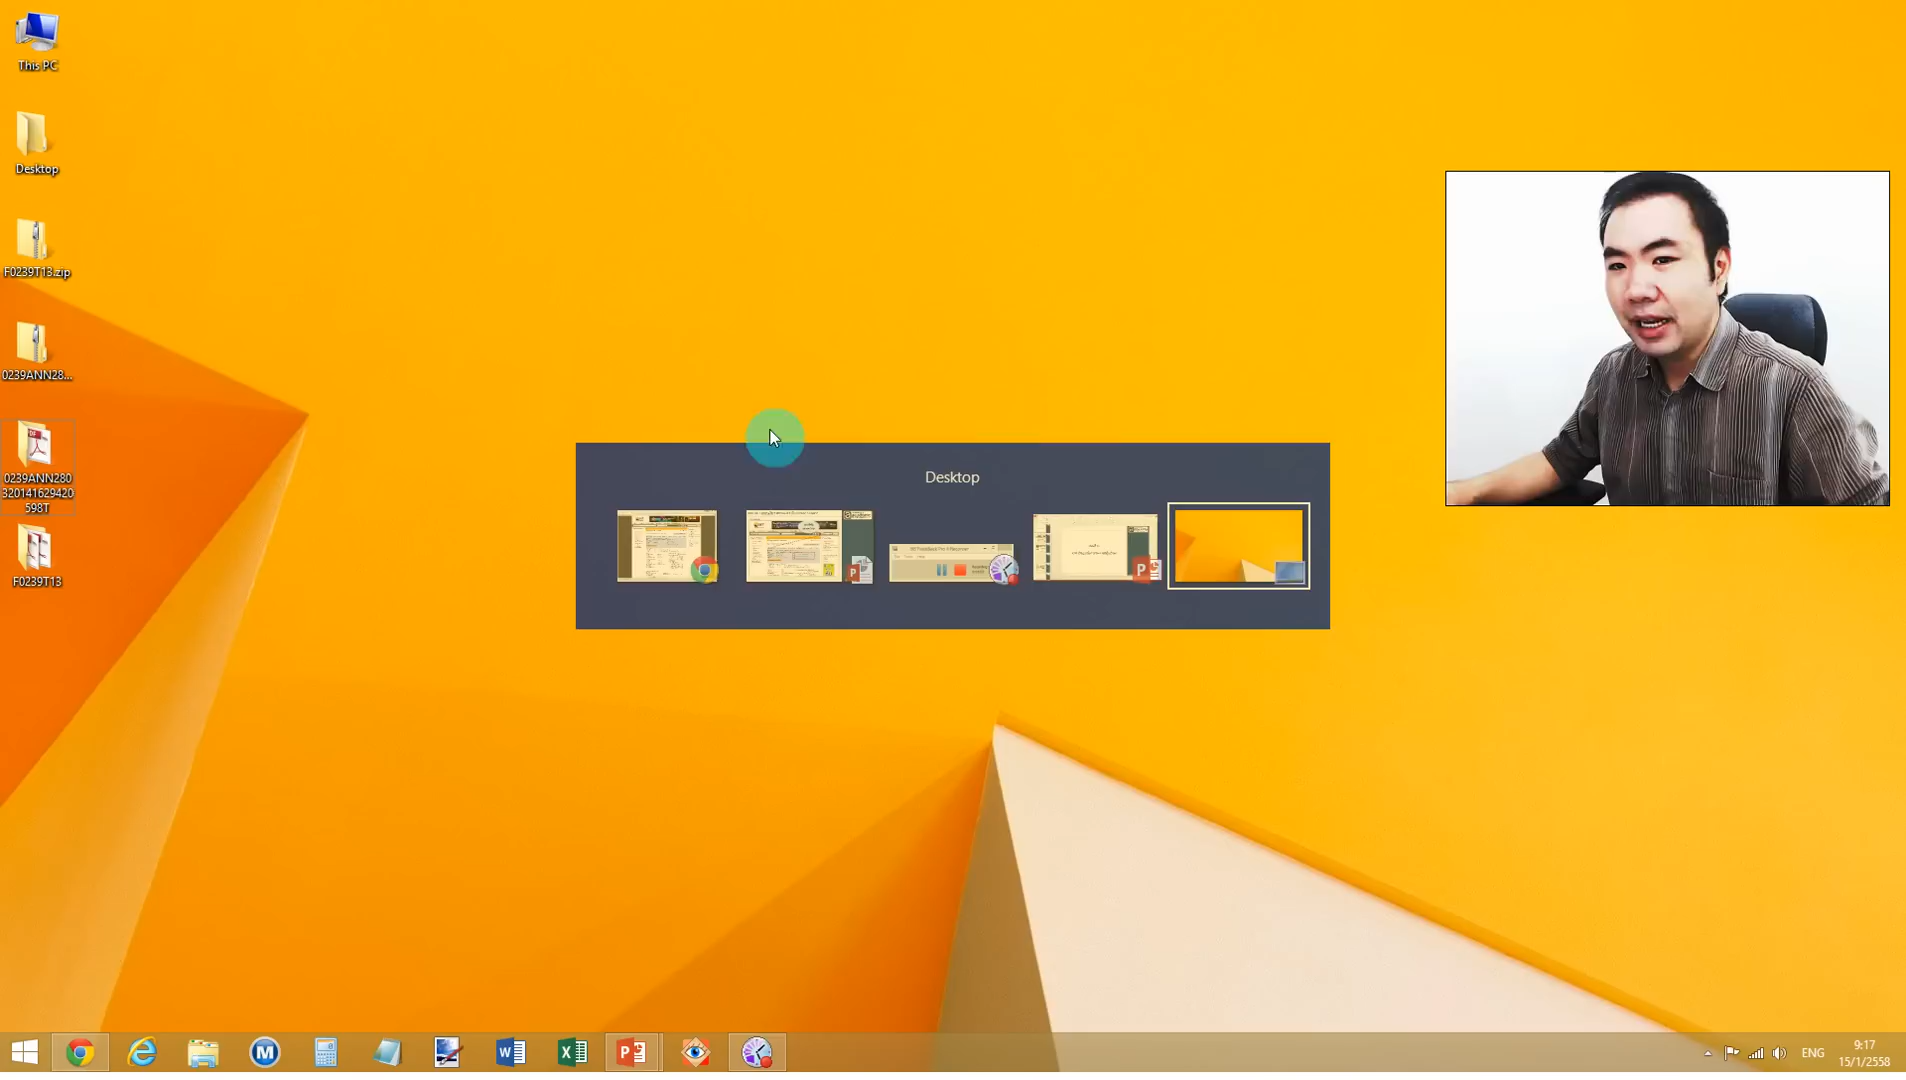 This PC
Desktop
F0239T13.zip
0239ANN28...
0239ANN280
320141629420
598T
F0239T13
Desktop
ENG
9:17
15/1/2558